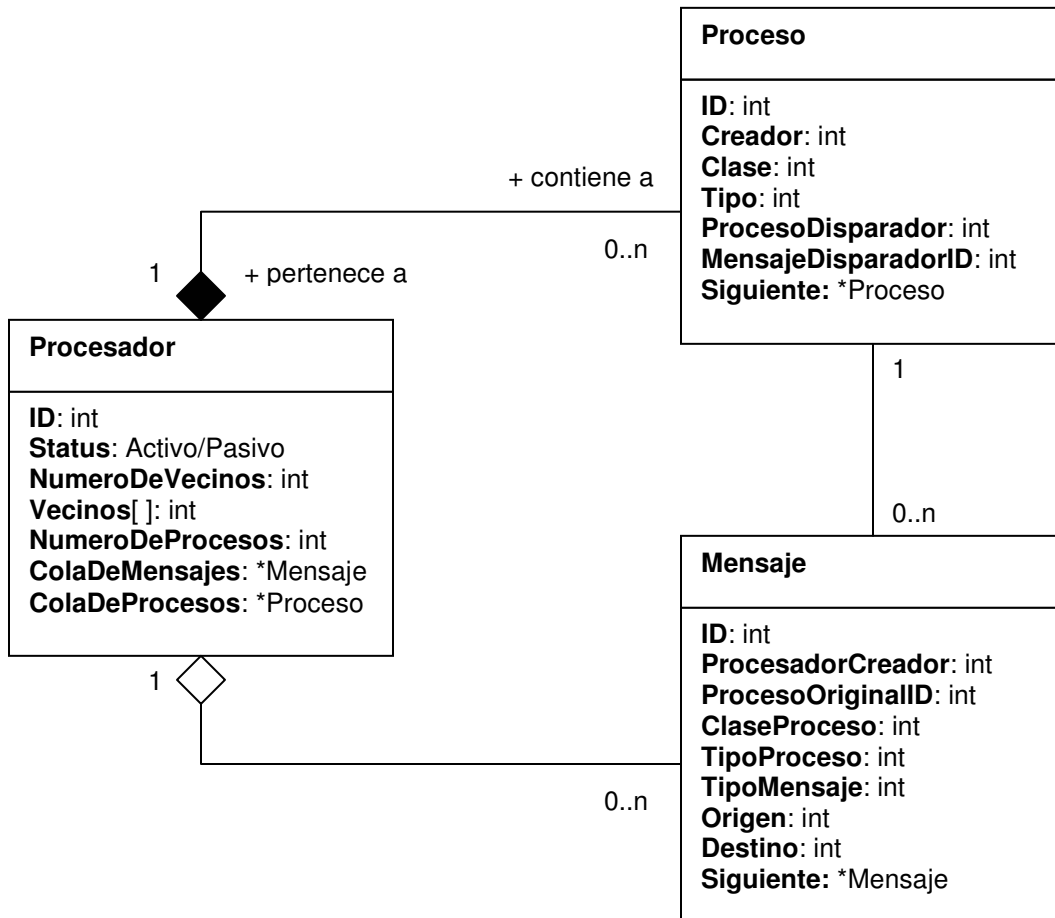 Proceso
ID: int
Creador: int
Clase: int
Tipo: int
ProcesoDisparador: int
MensajeDisparadorID: int
Siguiente: *Proceso
+ contiene a
0..n
1
+ pertenece a
Procesador
ID: int
Status: Activo/Pasivo
NumeroDeVecinos: int
Vecinos[ ]: int
NumeroDeProcesos: int
ColaDeMensajes: *Mensaje
ColaDeProcesos: *Proceso
1
0..n
1
0..n
Mensaje
ID: int
ProcesadorCreador: int
ProcesoOriginalID: int
ClaseProceso: int
TipoProceso: int
TipoMensaje: int
Origen: int
Destino: int
Siguiente: *Mensaje